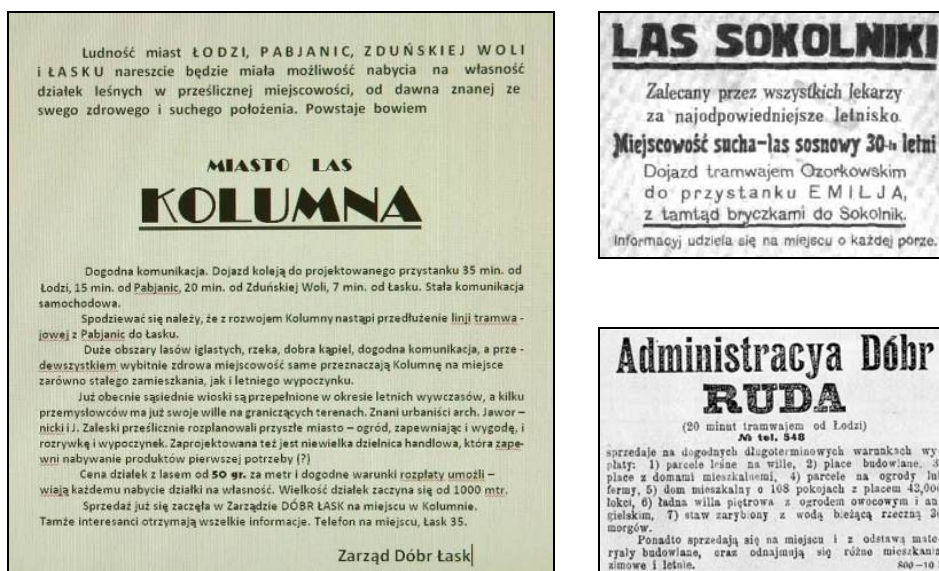 Ludność miast ŁODZI, PABJANIC, ZDUŃSKIEJ WOLI
i ŁASKU nareszcie będzie miała możliwość nabycia na własność
działek leśnych w prześlicznej miejscowości, od dawna znanej ze
swego zdrowego i suchego położenia. Powstaje bowiem
MIASTO LAS
KOLUMNA
Dogodna komunikacja. Dojazd koleją do projektowanego przystanku 35 min. od
Łodzi, 15 min. od Pabjanic, 20 min. od Zduńskiej Woli, 7 min. od Łasku. Stała komunikacja
samochodowa.
Spodziewać się należy, że z rozwojem Kolumny nastąpi przedłużenie linji tramwa -
jowej z Pabjanic do Łasku.
Duże obszary lasów iglastych, rzeka, dobra kąpiel, dogodna komunikacja, a prze -
dewszystkiem wybitnie zdrowa miejscowość same przeznaczają Kolumnę na miejsce
zarówno stałego zamieszkania, jak i letniego wypoczynku.
Już obecnie sąsiednie wioski są przepełnione w okresie letnich wywczasów, a kilku
przemysłowców ma już swoje wille na graniczących terenach. Znani urbaniści arch. Jawor –
nicki i J. Zaleski prześlicznie rozplanowali przyszłe miasto – ogród, zapewniając i wygodę, i
rozrywkę i wypoczynek. Zaprojektowana też jest niewielka dzielnica handlowa, która zape-
wni nabywanie produktów pierwszej potrzeby (?)
Cena działek z lasem od 50 gr. za metr i dogodne warunki rozpłaty umożli –
wiają każdemu nabycie działki na własność. Wielkość działek zaczyna się od 1000 mtr.
Sprzedaż już się zaczęła w Zarządzie DÓBR ŁASK na miejscu w Kolumnie.
Tamże interesanci otrzymają wszelkie informacje. Telefon na miejscu, Łask 35.
Zarząd Dóbr Łask
LAS SOKOLNIKI
Zalecany przez wszystkich lekarzy
za najodpowiedniejsze letnisko.
Miejscowość sucha-las sosnowy 30-to letni
Dojazd tramwajem Ozorkowskim
do przystanku EMILJA,
z tamtąd bryczkami do Sokolnik.
Informacyj udziela się na miejscu o każdej porze.
Administracya Dóbr
RUDA
(20 minut tramwajem od Łodzi)
№ tel. 548
sprzedaje na dogodnych długoterminowych warunkach wy-
płaty: 1) parcele leśne na wille, 2) place budowlane, 3)
place z domami mieszkalnemi, 4) parcele na ogrody lub
fermy, 5) dom mieszkalny o 108 pokojach z placem 43,000
łokci, 6) ładna willa piętrowa z ogrodem owocowym i an-
gielskim, 7) staw zarybiony z wodą bieżącą rzeczną 30
morgów.
Ponadto sprzedają się na miejscu i z odstawą mate-
ryały budowlane, oraz odnajmują się różne mieszkania
zimowe i letnie. 800—10